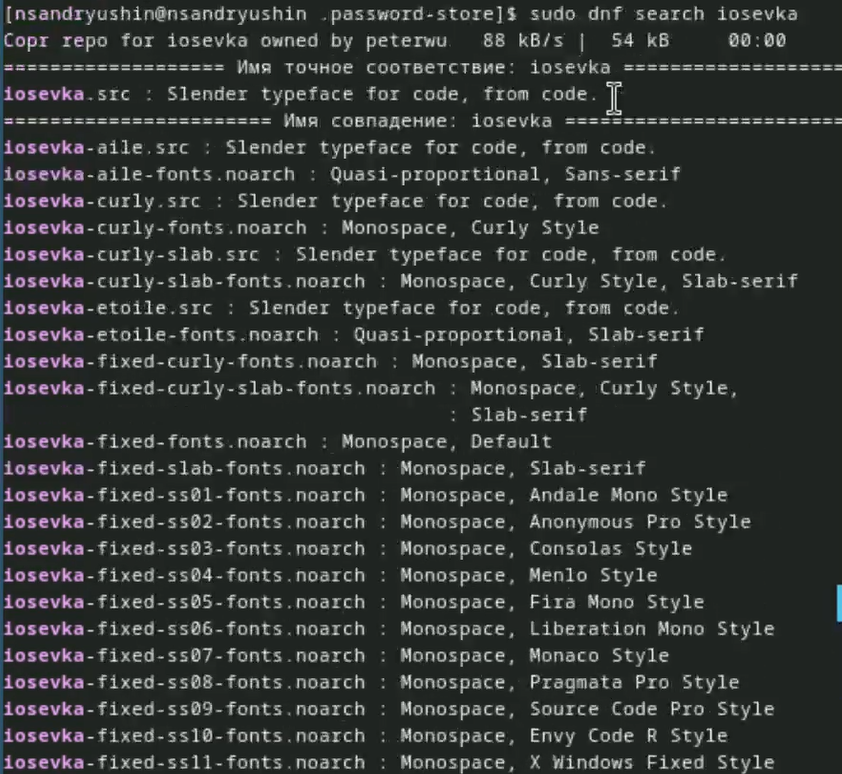 [nsandryushin@nsandryushin .password-store]$ sudo dnf search iosevka
Copr repo for iosevka owned by peterwu   88 kB/s |  54 kB     00:00
=================== Имя точное соответствие: iosevka ===================
iosevka.src : Slender typeface for code, from code.
======================= Имя совпадение: iosevka ========================
iosevka-aile.src : Slender typeface for code, from code.
iosevka-aile-fonts.noarch : Quasi-proportional, Sans-serif
iosevka-curly.src : Slender typeface for code, from code.
iosevka-curly-fonts.noarch : Monospace, Curly Style
iosevka-curly-slab.src : Slender typeface for code, from code.
iosevka-curly-slab-fonts.noarch : Monospace, Curly Style, Slab-serif
iosevka-etoile.src : Slender typeface for code, from code.
iosevka-etoile-fonts.noarch : Quasi-proportional, Slab-serif
iosevka-fixed-curly-fonts.noarch : Monospace, Slab-serif
iosevka-fixed-curly-slab-fonts.noarch : Monospace, Curly Style,
                                      : Slab-serif
iosevka-fixed-fonts.noarch : Monospace, Default
iosevka-fixed-slab-fonts.noarch : Monospace, Slab-serif
iosevka-fixed-ss01-fonts.noarch : Monospace, Andale Mono Style
iosevka-fixed-ss02-fonts.noarch : Monospace, Anonymous Pro Style
iosevka-fixed-ss03-fonts.noarch : Monospace, Consolas Style
iosevka-fixed-ss04-fonts.noarch : Monospace, Menlo Style
iosevka-fixed-ss05-fonts.noarch : Monospace, Fira Mono Style
iosevka-fixed-ss06-fonts.noarch : Monospace, Liberation Mono Style
iosevka-fixed-ss07-fonts.noarch : Monospace, Monaco Style
iosevka-fixed-ss08-fonts.noarch : Monospace, Pragmata Pro Style
iosevka-fixed-ss09-fonts.noarch : Monospace, Source Code Pro Style
iosevka-fixed-ss10-fonts.noarch : Monospace, Envy Code R Style
iosevka-fixed-ss11-fonts.noarch : Monospace, X Windows Fixed Style